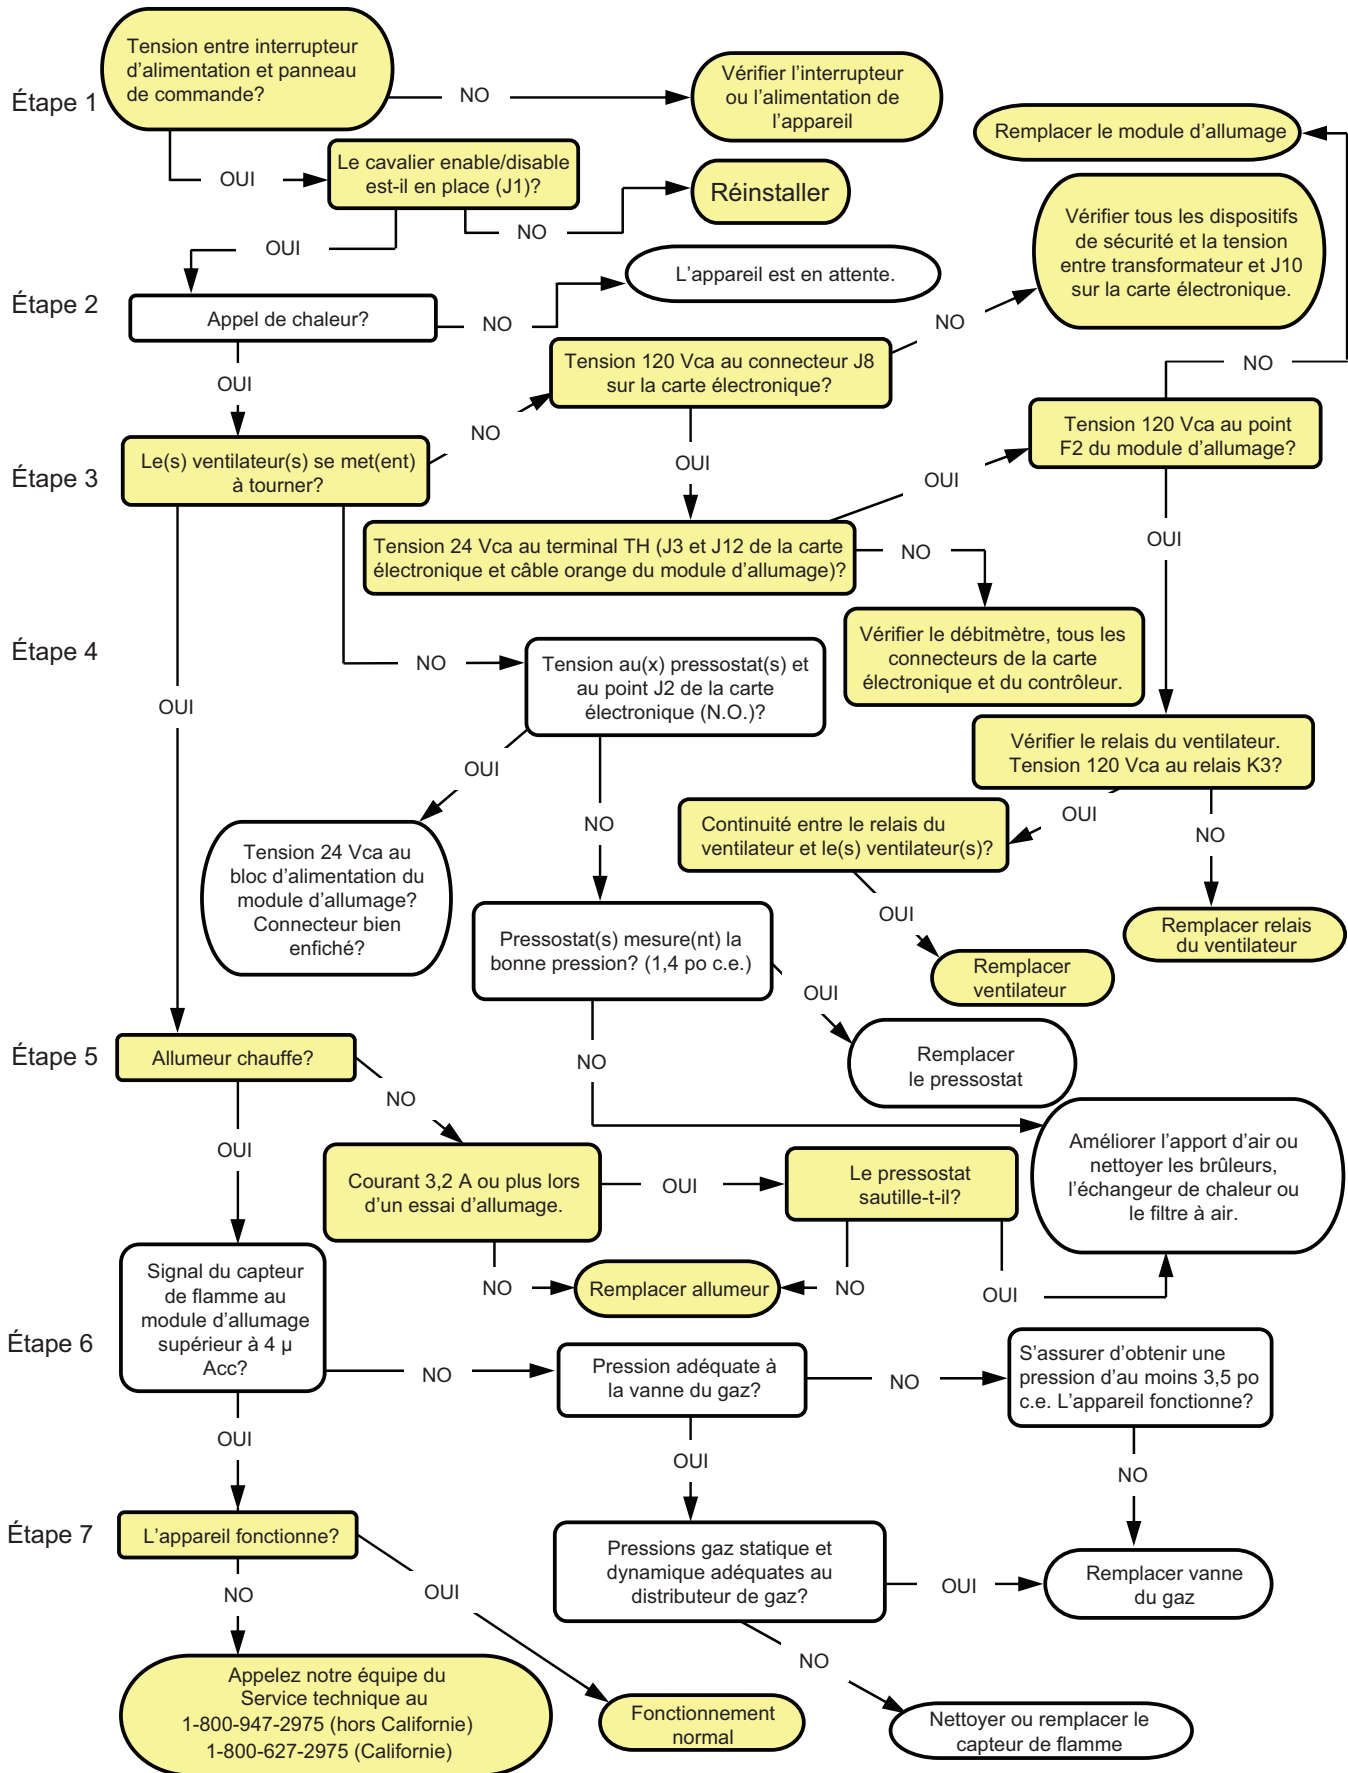 Étape 1
Tension entre interrupteur
d'alimentation et panneau
de commande?
NO
Vérifier l'interrupteur
ou l'alimentation de
l'appareil
Remplacer le module d'allumage
OUI
Le cavalier enable/disable
est-il en place (J1)?
NO
Réinstaller
Vérifier tous les dispositifs
de sécurité et la tension
entre transformateur et J10
sur la carte électronique.
OUI
Étape 2
Appel de chaleur?
NO
L'appareil est en attente.
NO
OUI
Tension 120 Vca au connecteur J8
sur la carte électronique?
NO
Étape 3
Le(s) ventilateur(s) se met(ent)
à tourner?
NO
OUI
Tension 120 Vca au point
F2 du module d'allumage?
OUI
Tension 24 Vca au terminal TH (J3 et J12 de la carte
électronique et câble orange du module d'allumage)?
NO
OUI
Étape 4
NO
Tension au(x) pressostat(s) et
au point J2 de la carte
électronique (N.O.)?
Vérifier le débitmètre, tous les
connecteurs de la carte
électronique et du contrôleur.
OUI
OUI
Vérifier le relais du ventilateur.
Tension 120 Vca au relais K3?
NO
Continuité entre le relais du
ventilateur et le(s) ventilateur(s)?
OUI
NO
Tension 24 Vca au
bloc d'alimentation du
module d'allumage?
Connecteur bien
enfiché?
Pressostat(s) mesure(nt) la
bonne pression? (1,4 po c.e.)
OUI
Remplacer
ventilateur
Remplacer relais
du ventilateur
OUI
Remplacer
le pressostat
Étape 5
Allumeur chauffe?
NO
NO
OUI
Courant 3,2 A ou plus lors
d'un essai d'allumage.
OUI
Le pressostat
sautille-t-il?
Améliorer l'apport d'air ou
nettoyer les brûleurs,
l'échangeur de chaleur ou
le filtre à air.
NO
Remplacer allumeur
NO
OUI
Étape 6
Signal du capteur
de flamme au
module d'allumage
supérieur à 4 µ
Acc?
NO
Pression adéquate à
la vanne du gaz?
NO
S'assurer d'obtenir une
pression d'au moins 3,5 po
c.e. L'appareil fonctionne?
OUI
OUI
NO
Étape 7
L'appareil fonctionne?
Pressions gaz statique et
dynamique adéquates au
distributeur de gaz?
OUI
Remplacer vanne
du gaz
NO
OUI
NO
Appelez notre équipe du
Service technique au
1-800-947-2975 (hors Californie)
1-800-627-2975 (Californie)
Fonctionnement
normal
Nettoyer ou remplacer le
capteur de flamme